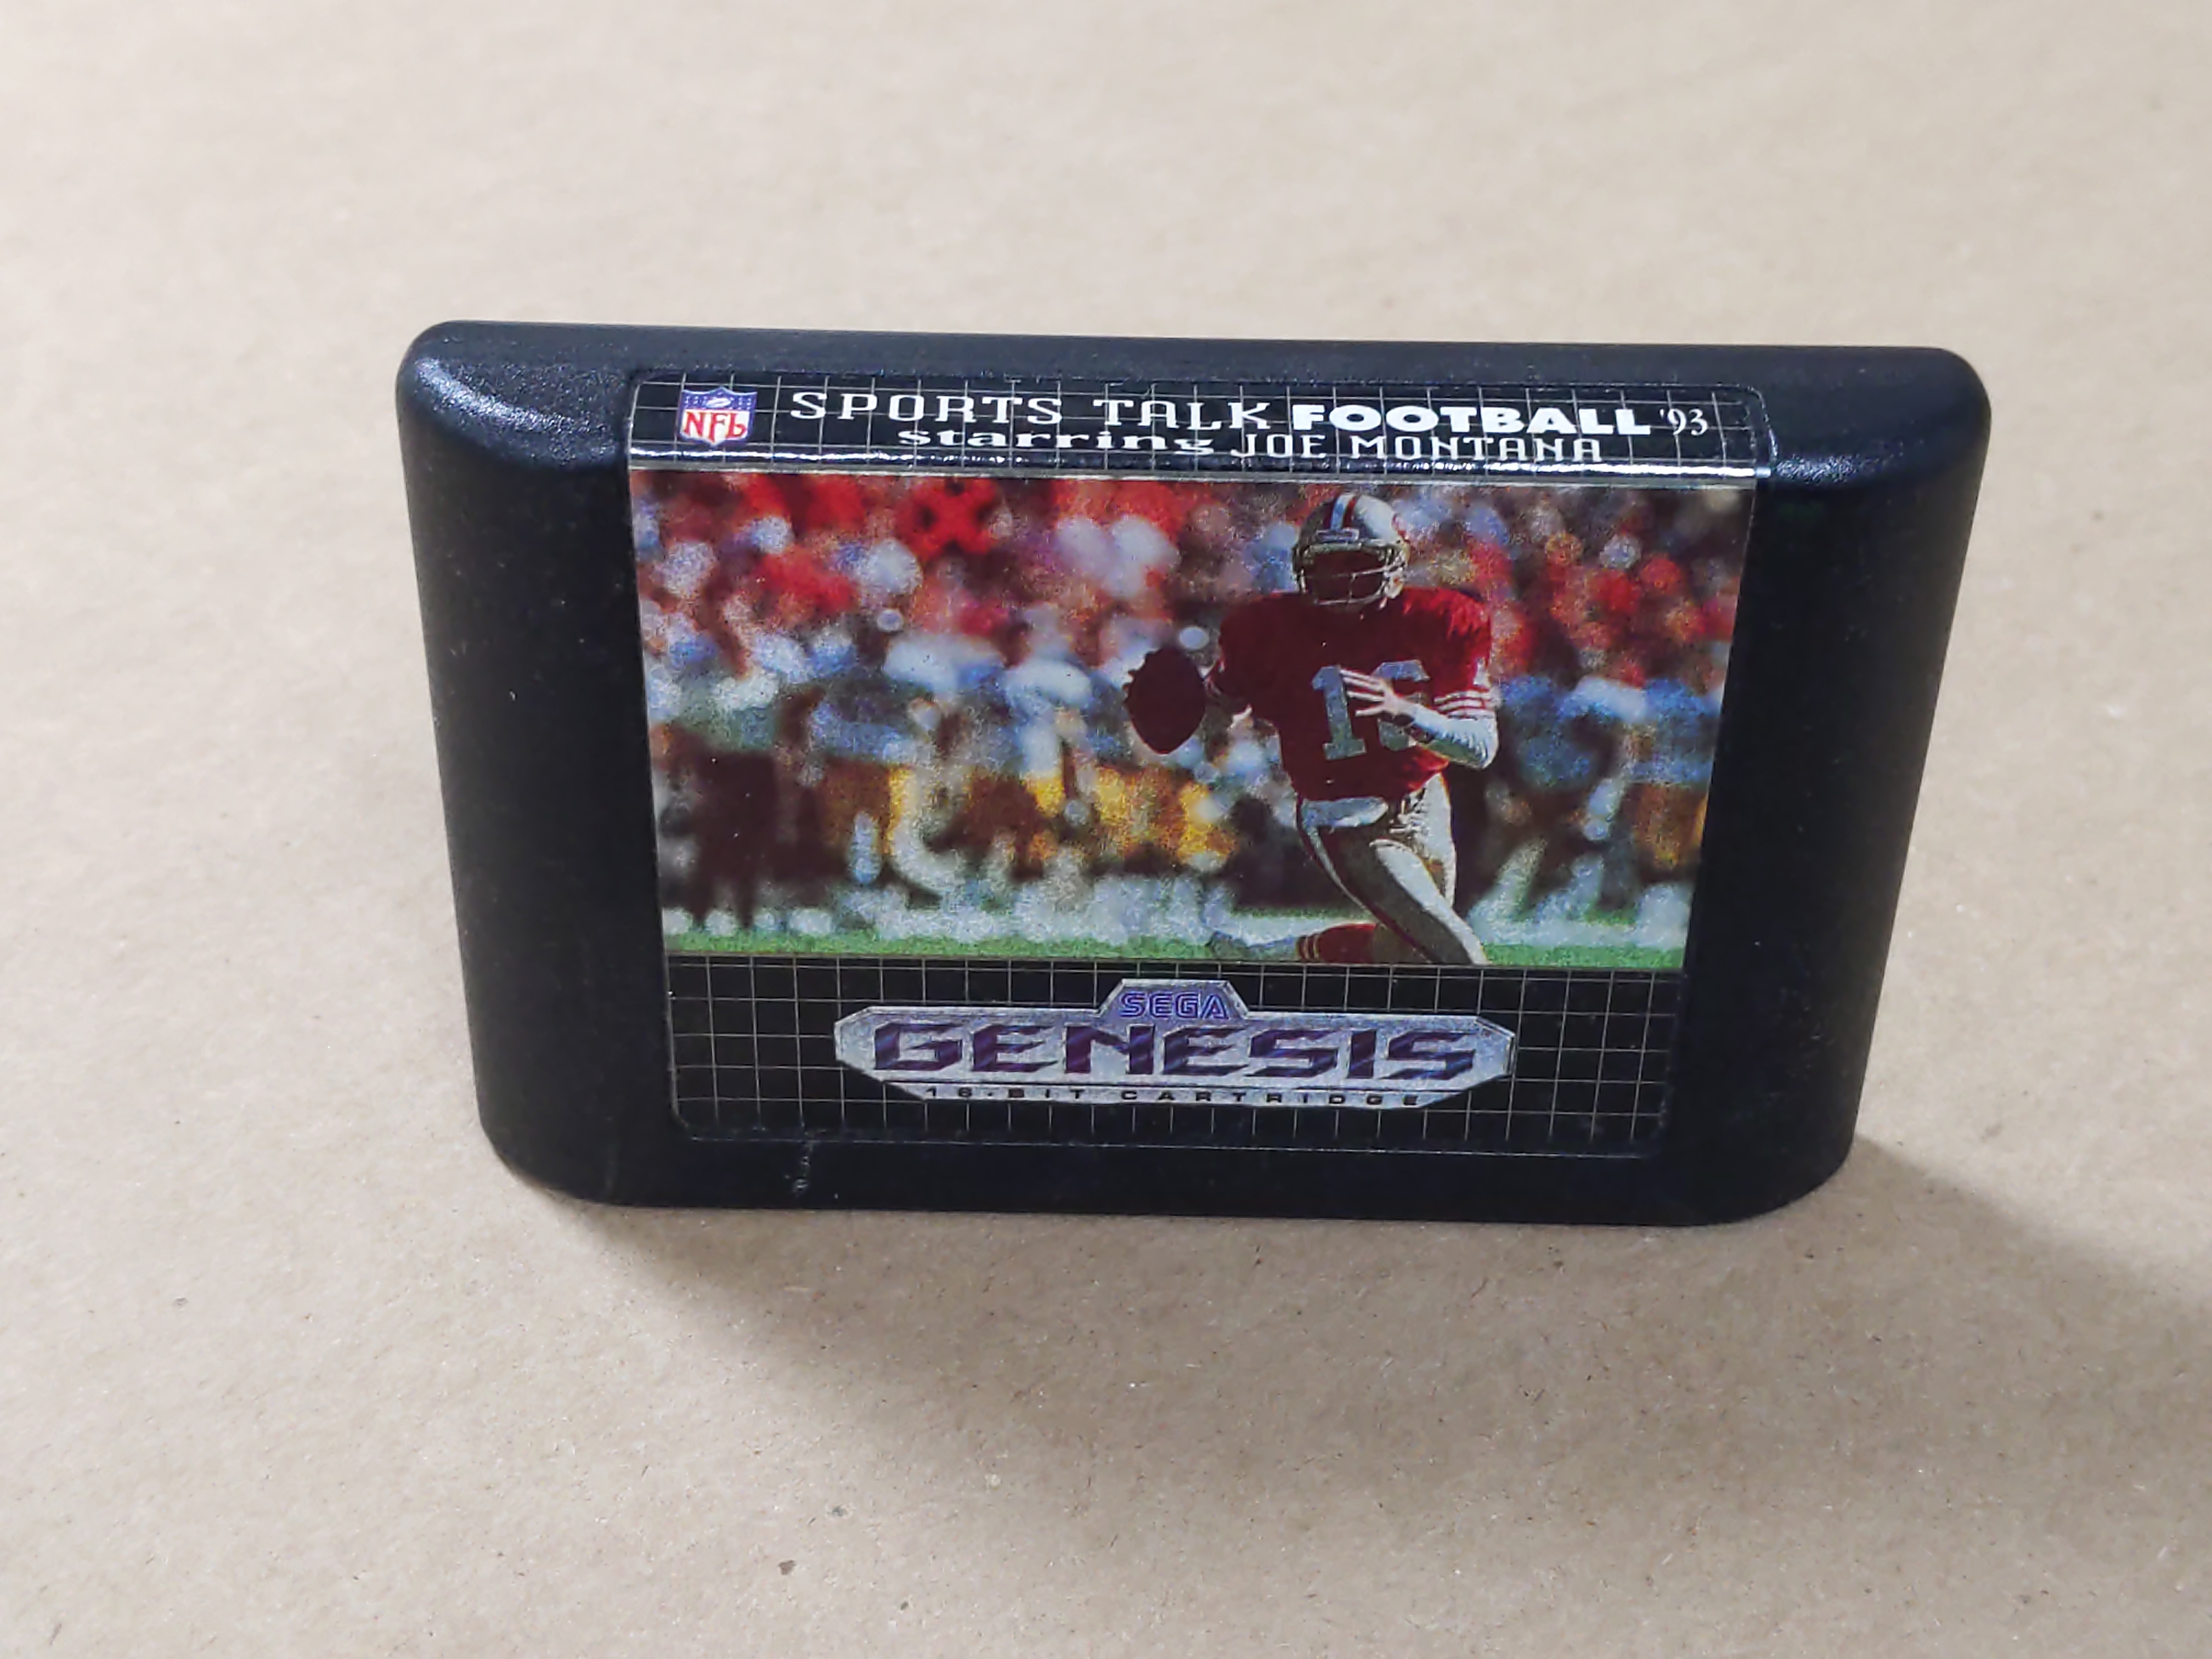 NFL SPORTS TALK FOOTBALL '93
starring JOE MONTANA
16
SEGA
GENESIS
16-BIT CARTRIDGE